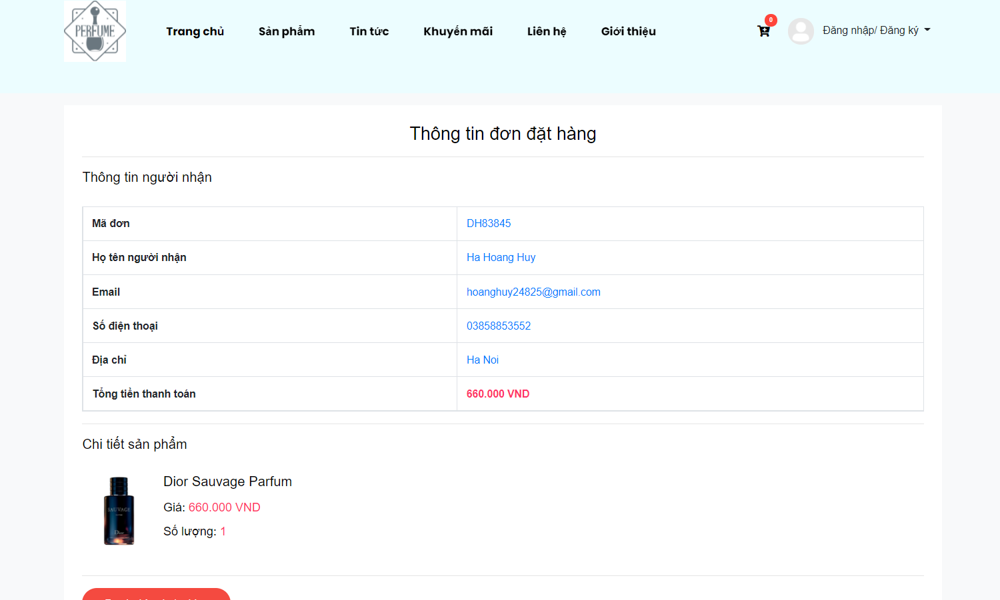 PERFUME
Trang chủ
Sản phẩm
Tin tức
Khuyến mãi
Liên hệ
Giới thiệu
0
Đăng nhập/ Đăng ký
Thông tin đơn đặt hàng
Thông tin người nhận
Mã đơn
DH83845
Họ tên người nhận
Ha Hoang Huy
Email
hoanghuy24825@gmail.com
Số điện thoại
03858853552
Địa chỉ
Ha Noi
Tổng tiền thanh toán
660.000 VND
Chi tiết sản phẩm
SAUVAGE
Dior
Dior Sauvage Parfum
Giá: 660.000 VND
Số lượng: 1